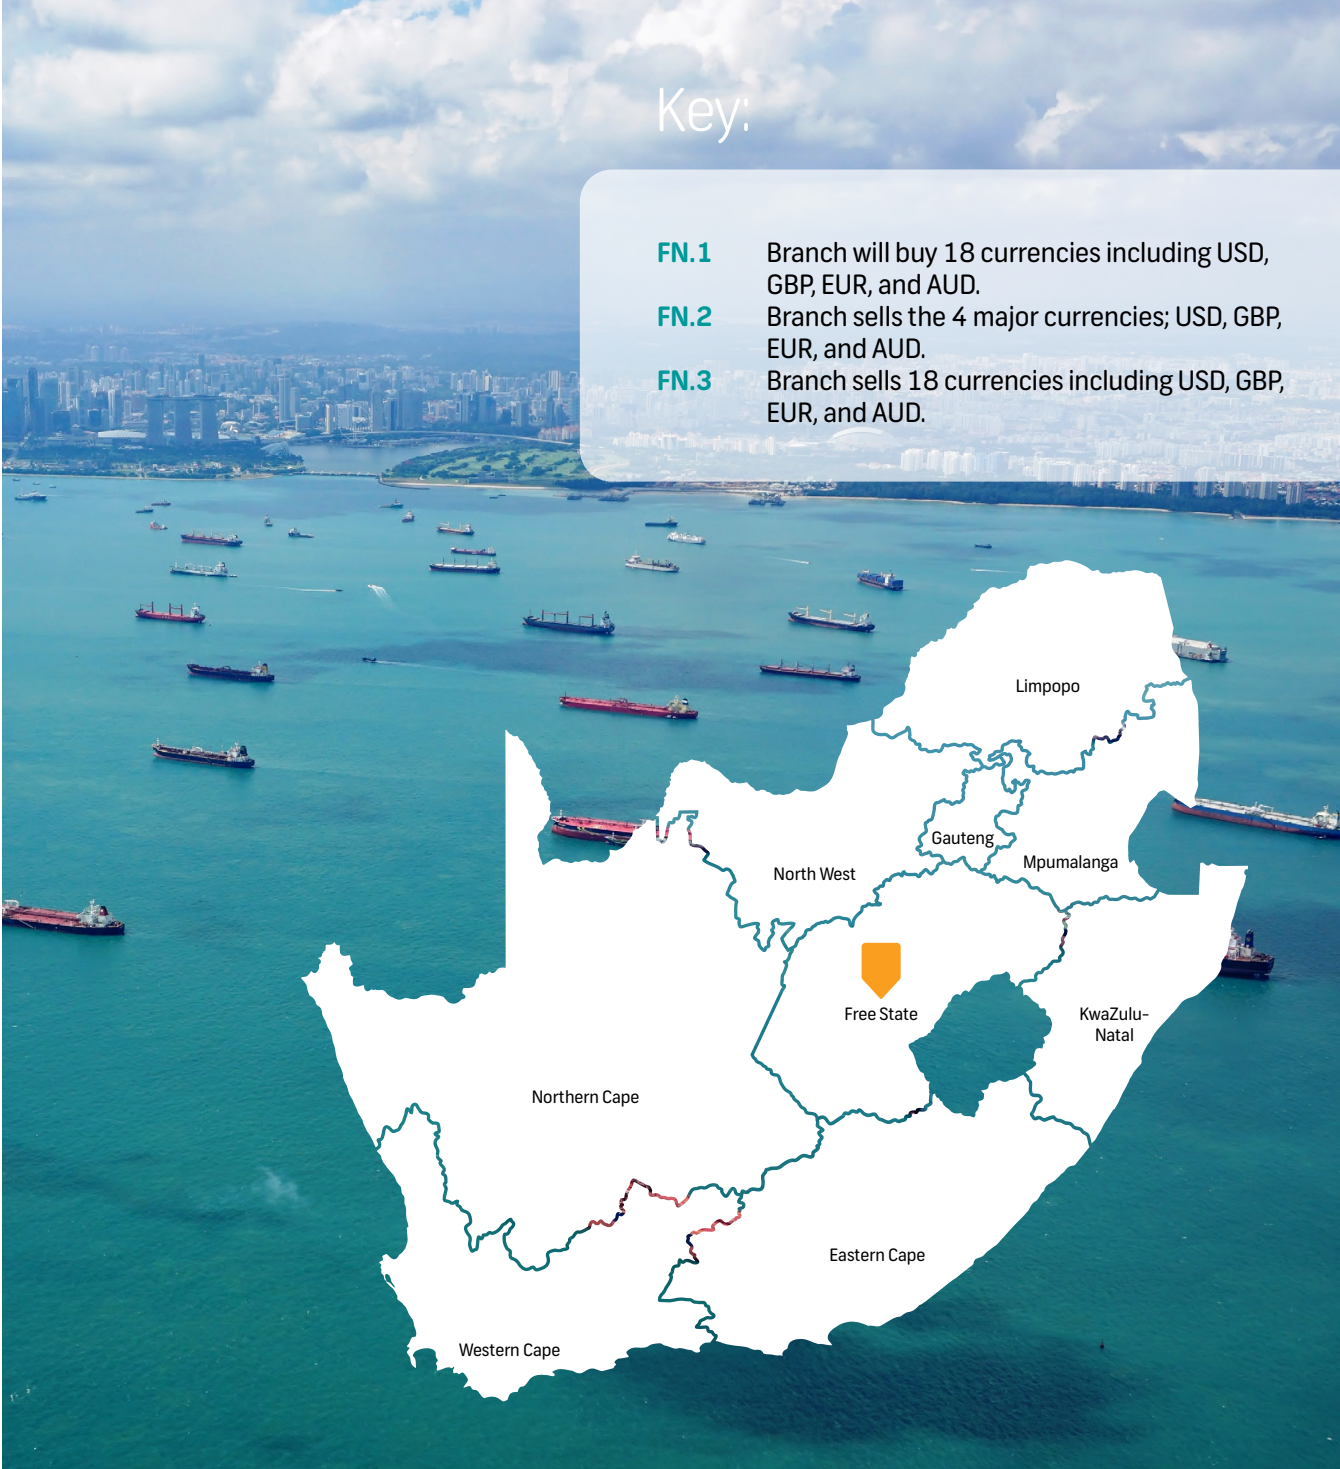 Key:
FN.1 Branch will buy 18 currencies including USD,
GBP, EUR, and AUD.
FN.2 Branch sells the 4 major currencies; USD, GBP,
EUR, and AUD.
FN.3 Branch sells 18 currencies including USD, GBP,
EUR, and AUD.
Limpopo
Gauteng
Mpumalanga
North West
Free State
KwaZulu-
Natal
Northern Cape
Eastern Cape
Western Cape